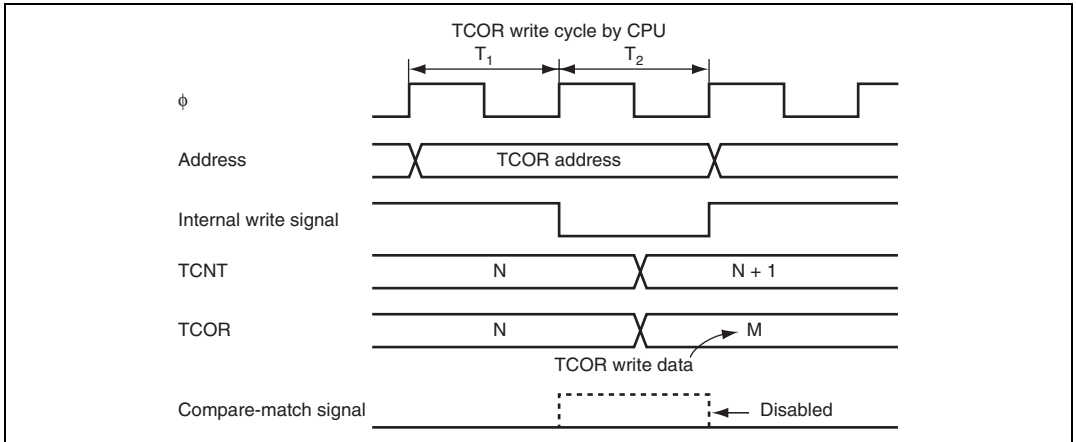 TCOR write cycle by CPU
T1 T2
ϕ
Address TCOR address
Internal write signal
TCNT N N + 1
TCOR N M
TCOR write data
Compare-match signal Disabled